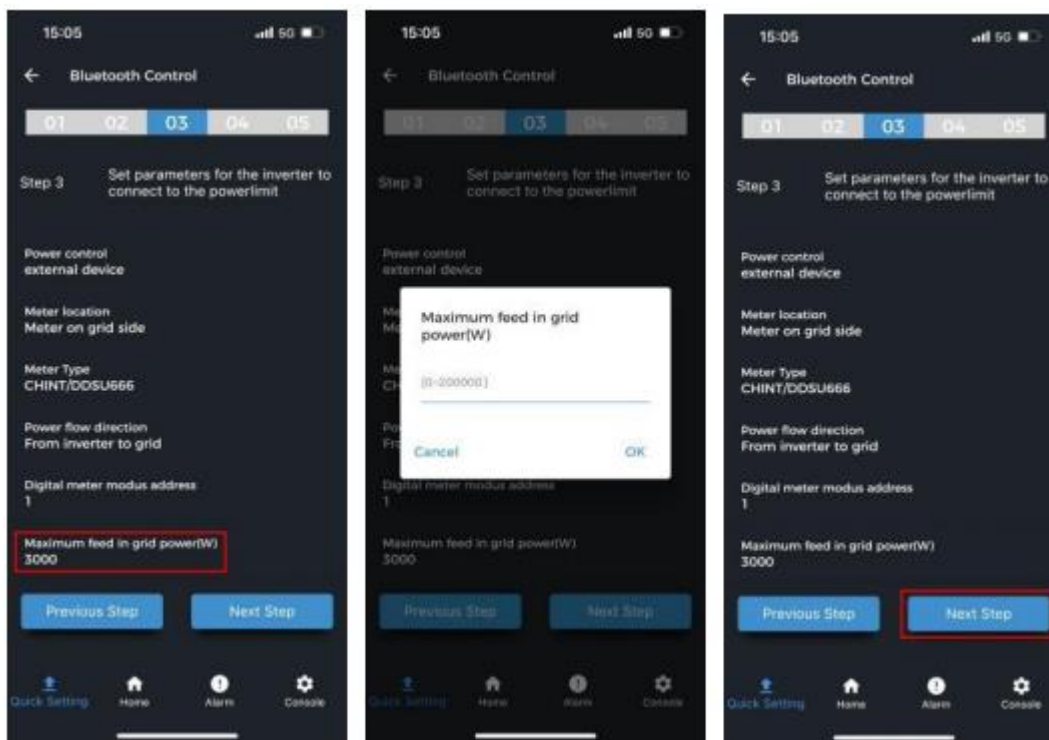 15:05
5G
Bluetooth Control
01 02 03 04 05
Step 3
Set parameters for the inverter to
connect to the powerlimit
Power control
external device
Meter location
Meter on grid side
Meter Type
CHINT/DDSU666
Power flow direction
From inverter to grid
Digital meter modus address
1
Maximum feed in grid power(W)
3000
Previous Step
Next Step
Quick Setting
Home
Alarm
Console
15:05
5G
Bluetooth Control
01 02 03 04 05
Step 3
Set parameters for the inverter to
connect to the powerlimit
Power control
external device
Maximum feed in grid
power(W)
[0~200000]
Cancel
OK
Digital meter modus address
1
Maximum feed in grid power(W)
3000
Previous Step
Next Step
Quick Setting
Home
Alarm
Console
15:05
5G
Bluetooth Control
01 02 03 04 05
Step 3
Set parameters for the inverter to
connect to the powerlimit
Power control
external device
Meter location
Meter on grid side
Meter Type
CHINT/DDSU666
Power flow direction
From inverter to grid
Digital meter modus address
1
Maximum feed in grid power(W)
3000
Previous Step
Next Step
Quick Setting
Home
Alarm
Console